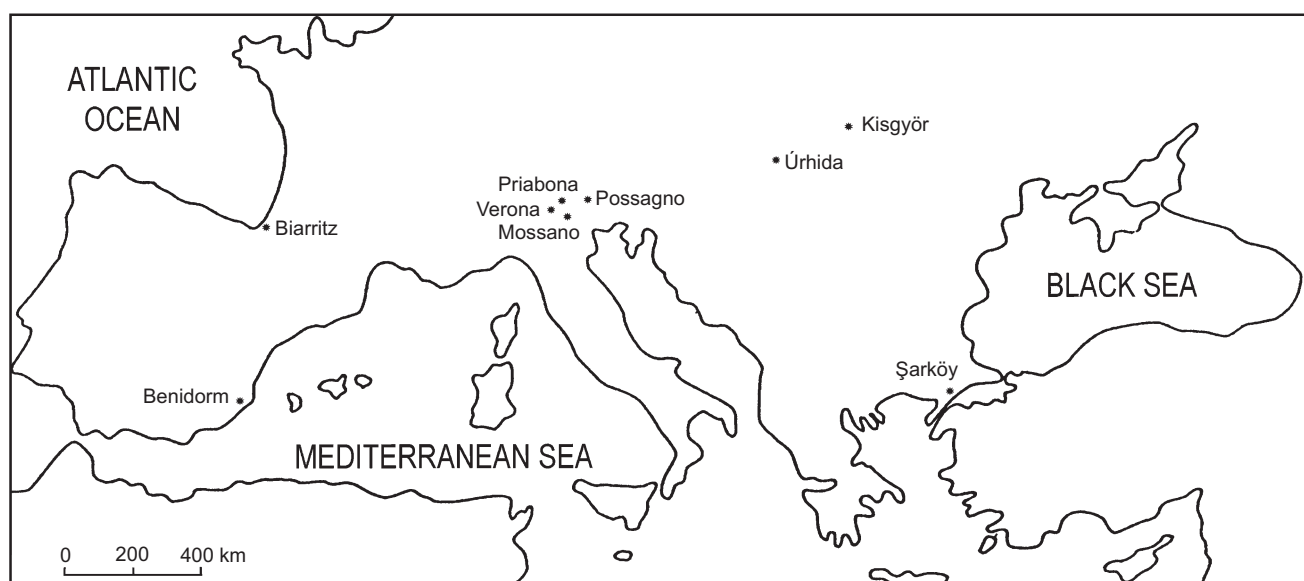 ATLANTIC
OCEAN
Kisgyör
Úrhida
Priabona
Possagno
Verona
Mossano
Biarritz
BLACK SEA
Şarköy
Benidorm
MEDITERRANEAN SEA
0 200 400 km